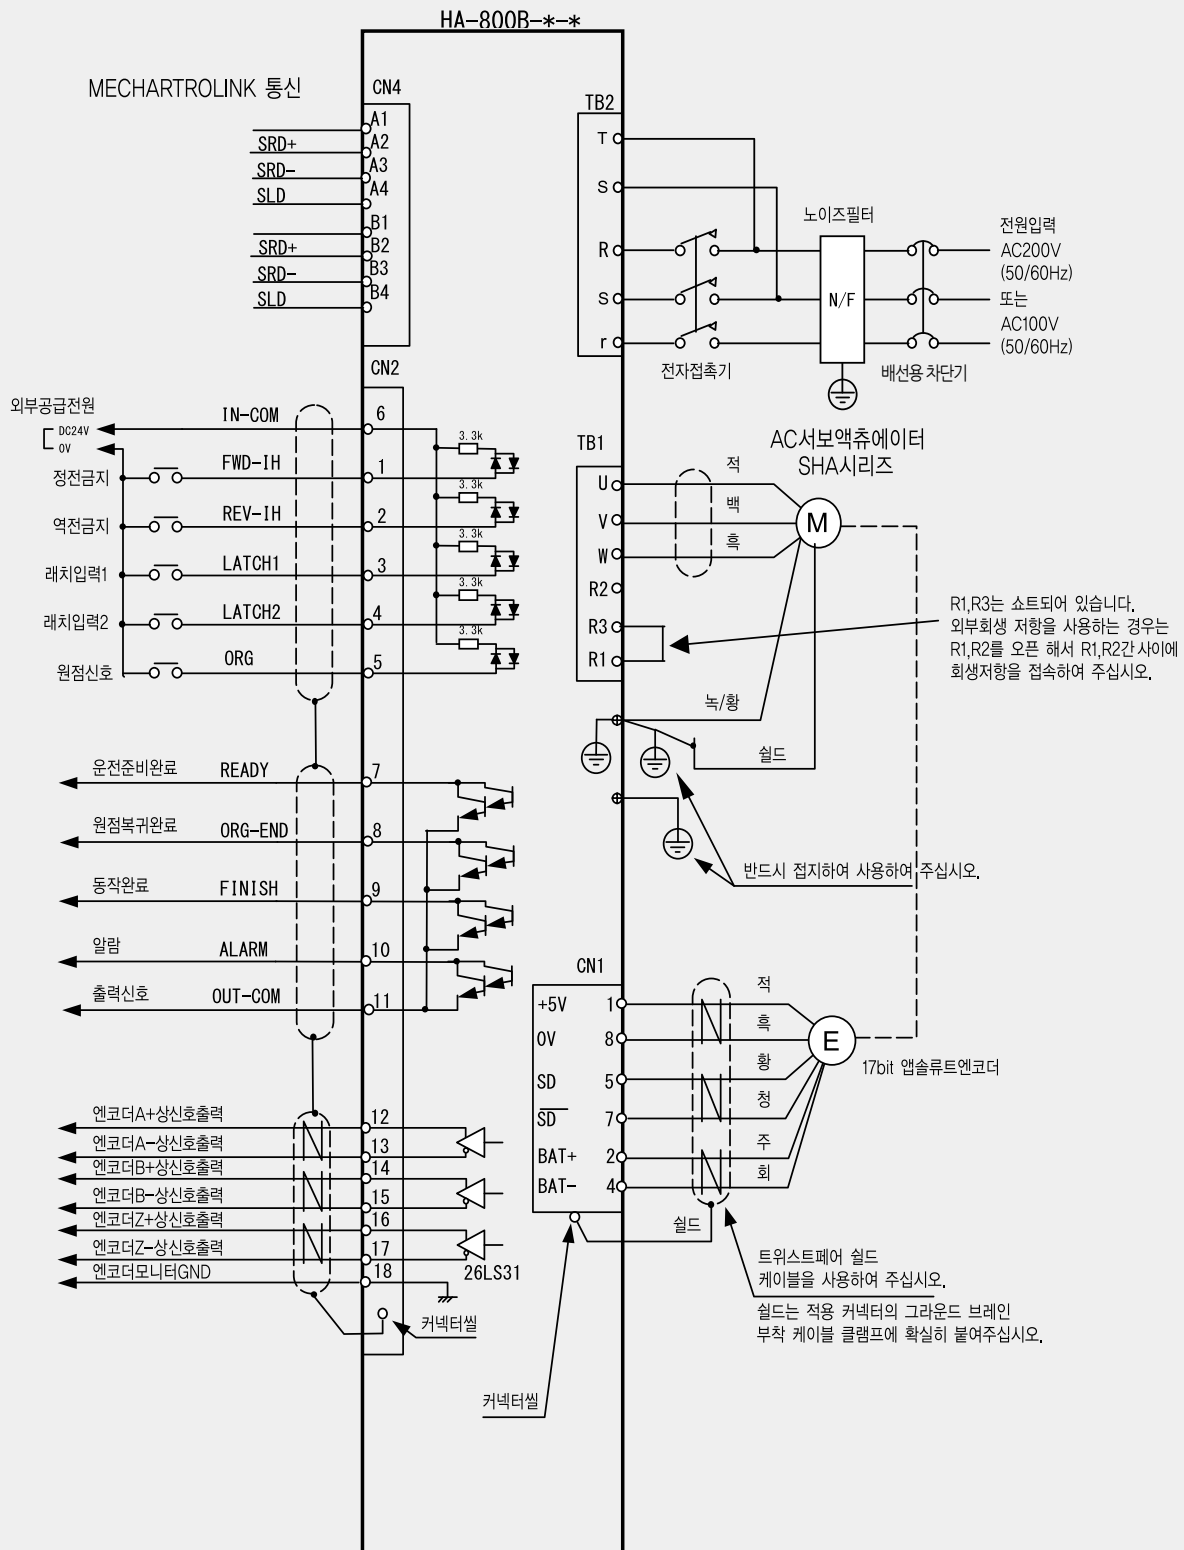 HA-800B-*-*
MECHARTROLINK 통신
CN4
A1
SRD+
A2
SRD-
A3
SLD
A4
B1
SRD+
B2
SRD-
B3
SLD
B4
TB2
T
S
R
S
r
전자접촉기
노이즈필터
N/F
배선용 차단기
전원입력
AC200V
(50/60Hz)
또는
AC100V
(50/60Hz)
CN2
외부공급전원
DC24V
0V
IN-COM
6
정전금지
FWD-IH
1
3.3k
역전금지
REV-IH
2
3.3k
래치입력1
LATCH1
3
3.3k
래치입력2
LATCH2
4
3.3k
원점신호
ORG
5
3.3k
TB1
AC서보액츄에이터
SHA시리즈
U
적
V
백
M
W
흑
R2
R3
R1
R1,R3는 쇼트되어 있습니다.
외부회생 저항을 사용하는 경우는
R1,R2를 오픈 해서 R1,R2간 사이에
회생저항을 접속하여 주십시오.
녹/황
쉴드
반드시 접지하여 사용하여 주십시오.
운전준비완료
READY
7
원점복귀완료
ORG-END
8
동작완료
FINISH
9
알람
ALARM
10
출력신호
OUT-COM
11
CN1
+5V
1
적
0V
8
흑
E
17bit 앱솔류트엔코더
SD
5
황
SD
7
청
BAT+
2
주
BAT-
4
회
쉴드
엔코더A+상신호출력
12
엔코더A-상신호출력
13
엔코더B+상신호출력
14
엔코더B-상신호출력
15
엔코더Z+상신호출력
16
엔코더Z-상신호출력
17
엔코더모니터GND
18
26LS31
커넥터씰
커넥터씰
트위스트페어 쉴드
케이블을 사용하여 주십시오.
쉴드는 적용 커넥터의 그라운드 브레인
부착 케이블 클램프에 확실히 붙여주십시오.